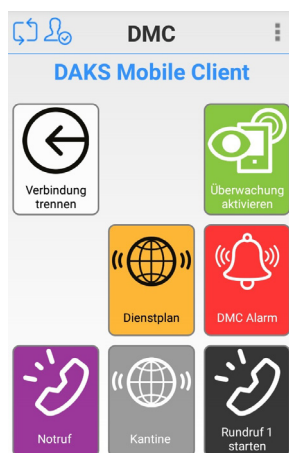 DMC
DAKS Mobile Client
Verbindung
trennen
Überwachung
aktivieren
Dienstplan
DMC Alarm
Notruf
Kantine
Rundruf 1
starten